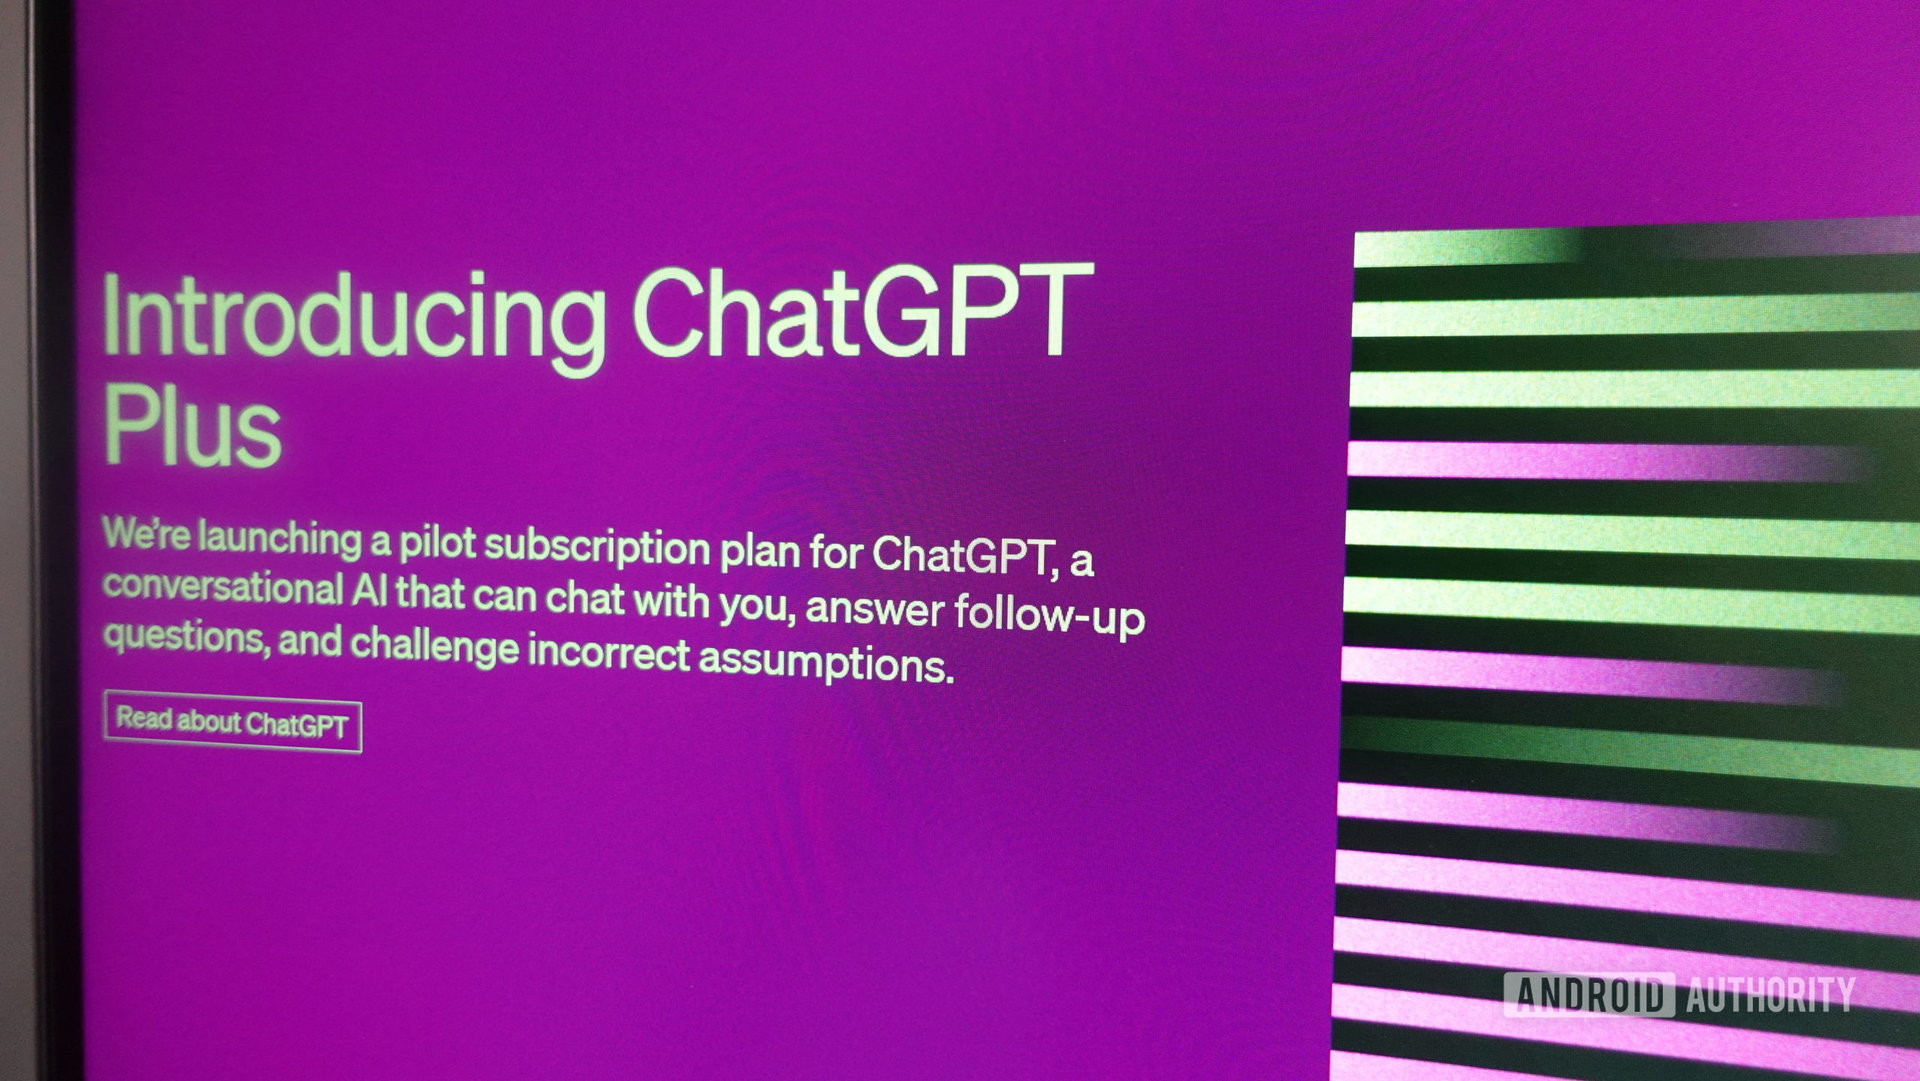 Introducing ChatGPT
Plus
We're launching a pilot subscription plan for ChatGPT, a
conversational AI that can chat with you, answer follow-up
questions, and challenge incorrect assumptions.
Read about ChatGPT
ANDROID AUTHORITY